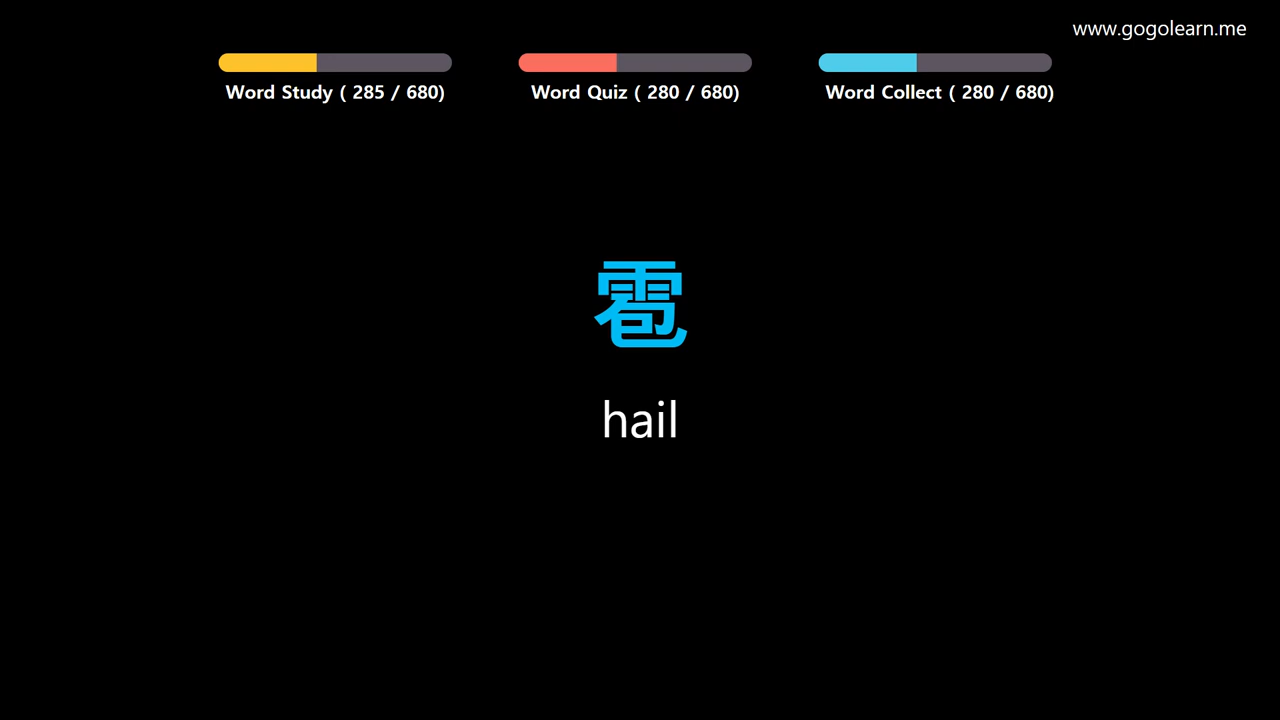 www.gogolearn.me
Word Study ( 285 / 680)
Word Quiz ( 280 / 680)
Word Collect ( 280 / 680)
雹
hail